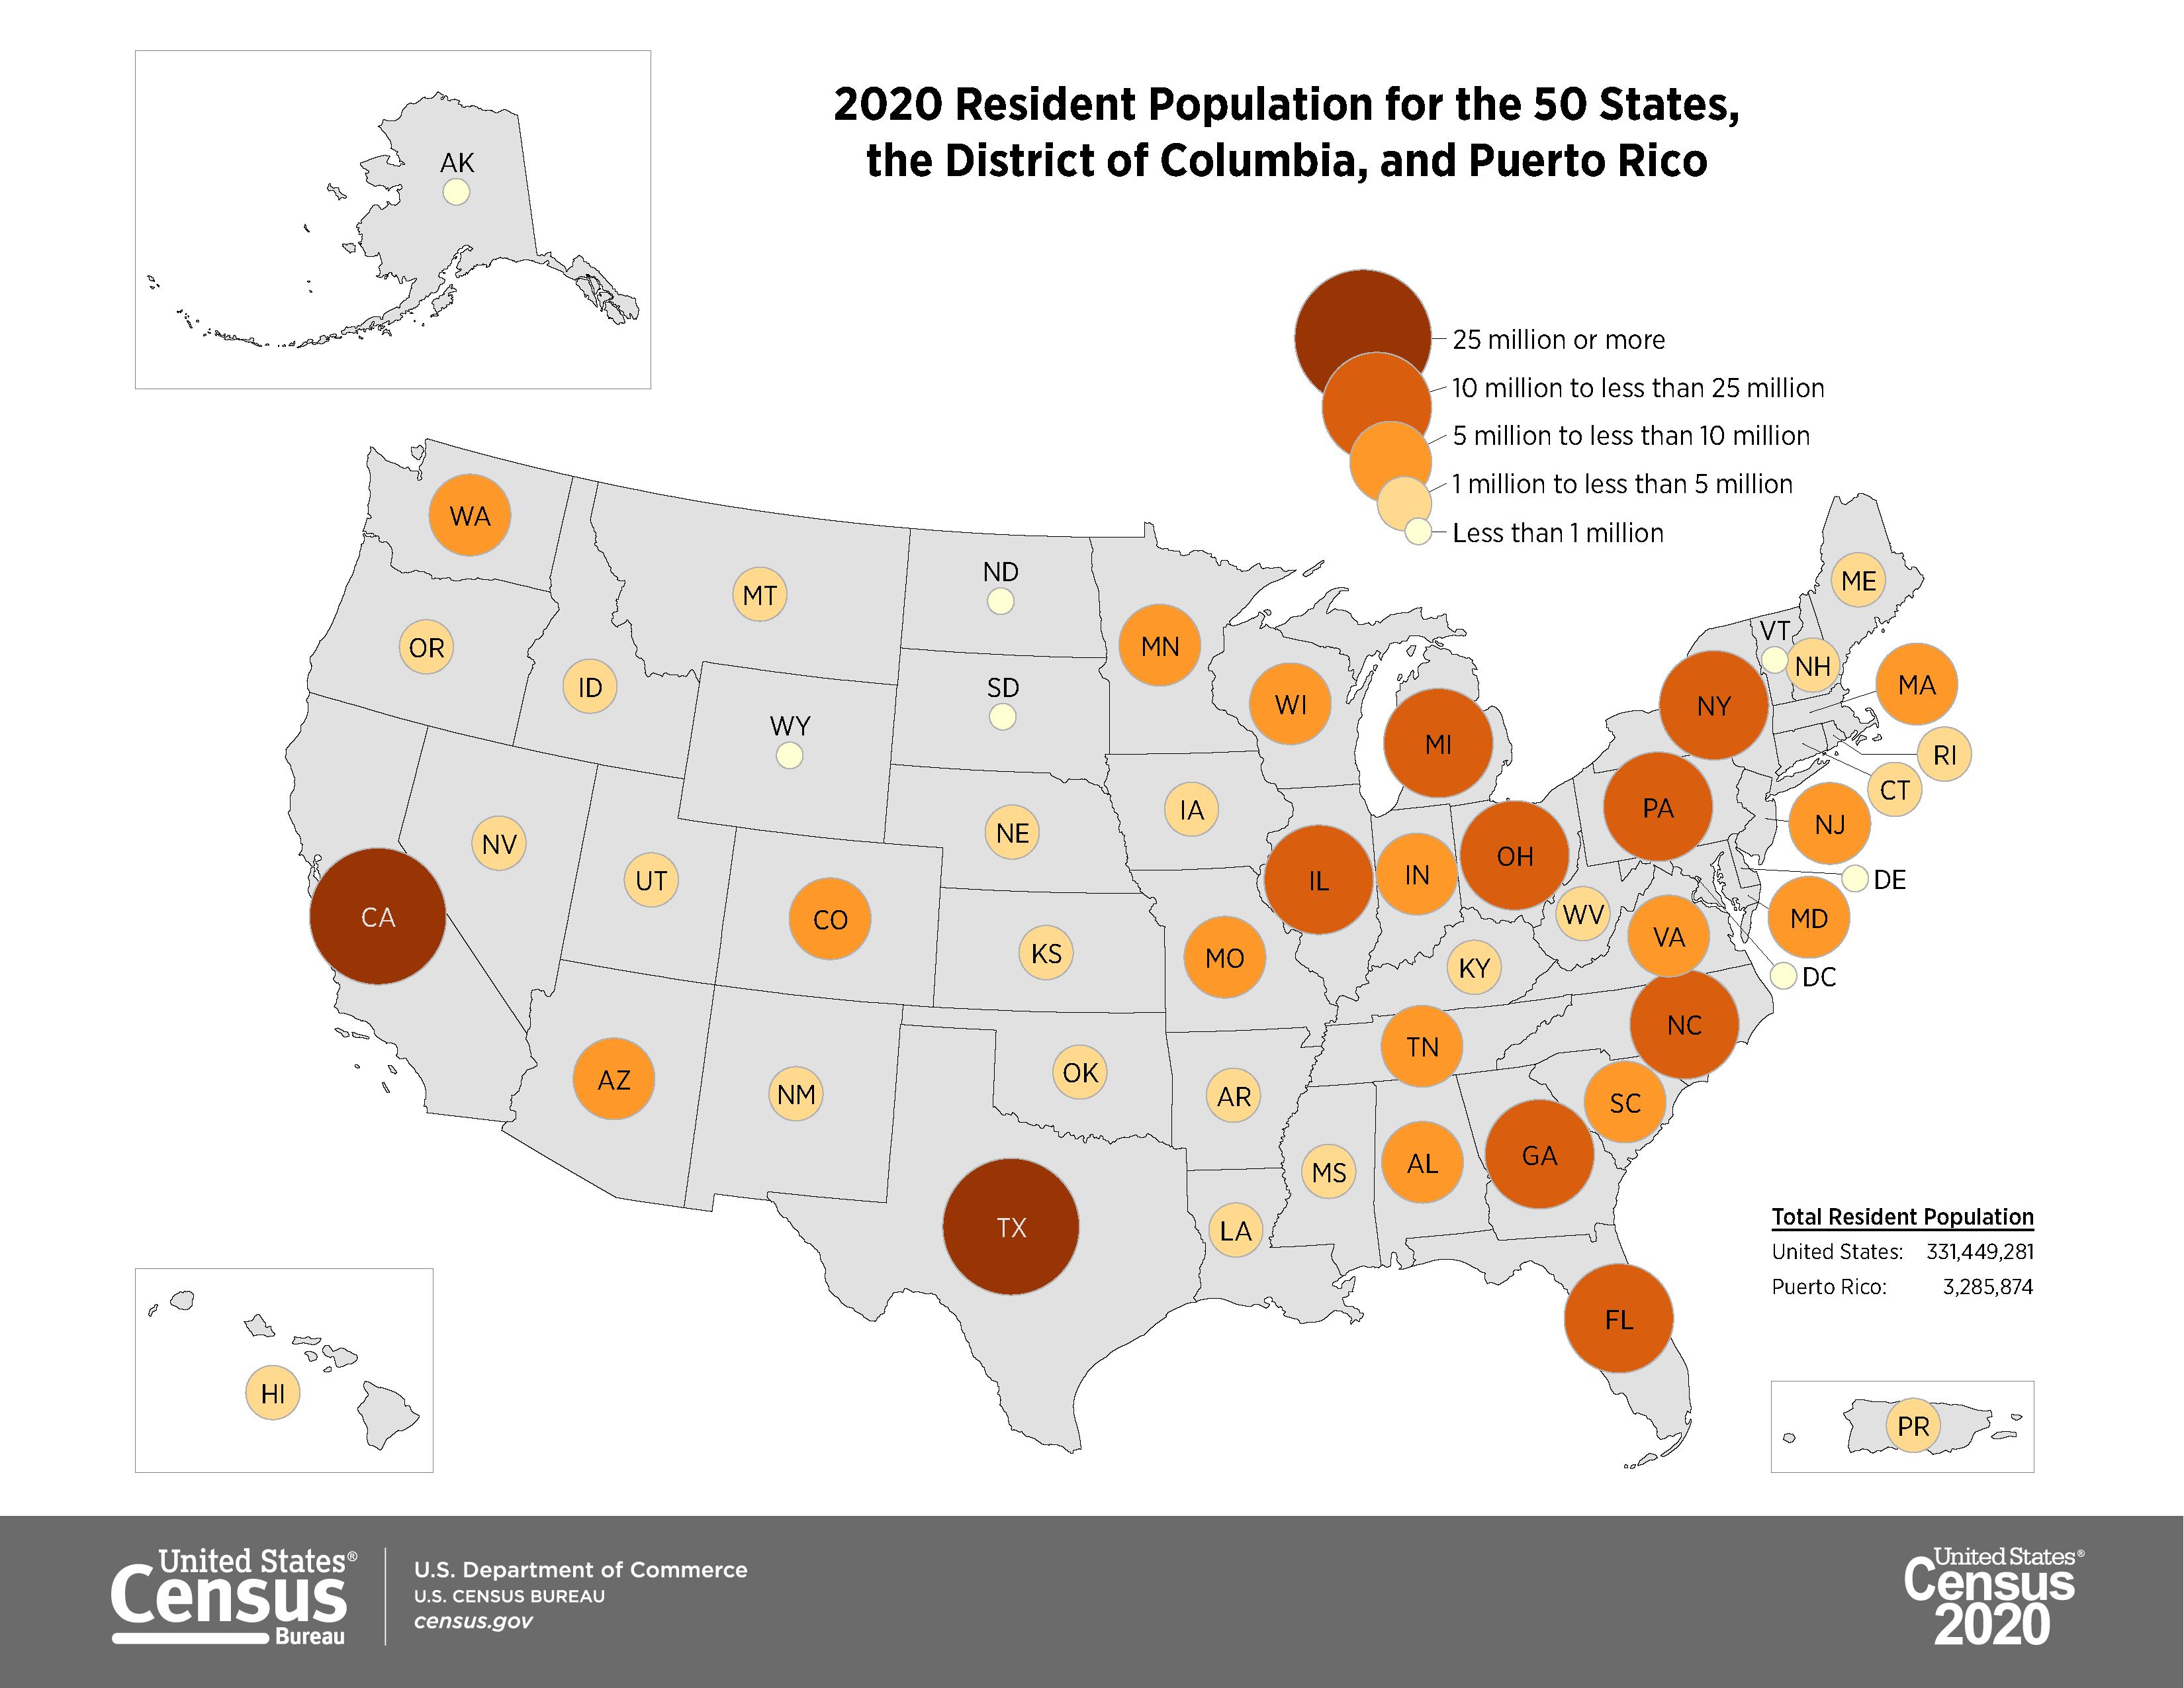 2020 Resident Population for the 50 States,
the District of Columbia, and Puerto Rico
AK
25 million or more
10 million to less than 25 million
5 million to less than 10 million
1 million to less than 5 million
Less than 1 million
WA
ND
ME
MT
VT
OR
MN
NH
ID
SD
MA
WI
NY
WY
MI
RI
CT
PA
IA
NJ
NE
NV
OH
IN
UT
IL
DE
WV
CA
CO
MD
VA
KS
MO
KY
DC
NC
TN
OK
AZ
NM
AR
SC
GA
AL
MS
TX
LA
Total Resident Population
United States: 331,449,281
Puerto Rico: 3,285,874
FL
HI
PR
United States®
Census
Bureau
U.S. Department of Commerce
U.S. CENSUS BUREAU
census.gov
United States®
Census
2020